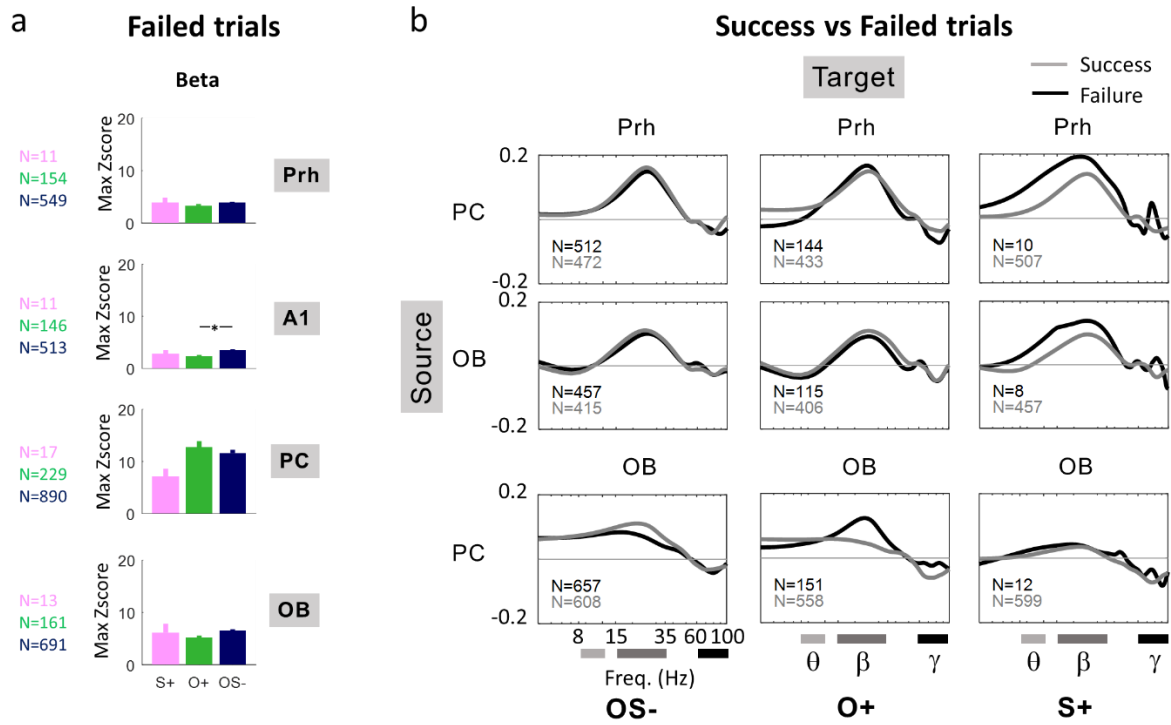 a
Failed trials
Beta
20
10
0
Max Zscore
N=11
N=154
N=549
Prh
20
10
0
Max Zscore
N=11
N=146
N=513
*
A1
20
10
0
Max Zscore
N=17
N=229
N=890
PC
20
10
0
Max Zscore
N=13
N=161
N=691
OB
S+ O+ OS-
b
Success vs Failed trials
Target
Success
Failure
Source
Prh Prh Prh
0.2
PC
-0.2
N=512
N=472
N=144
N=433
N=10
N=507
0.2
OB
-0.2
N=457
N=415
N=115
N=406
N=8
N=457
OB OB OB
0.2
PC
-0.2
N=657
N=608
N=151
N=558
N=12
N=599
8 15 35 60 100
Freq. (Hz)
θ β γ
θ β γ
OS- O+ S+